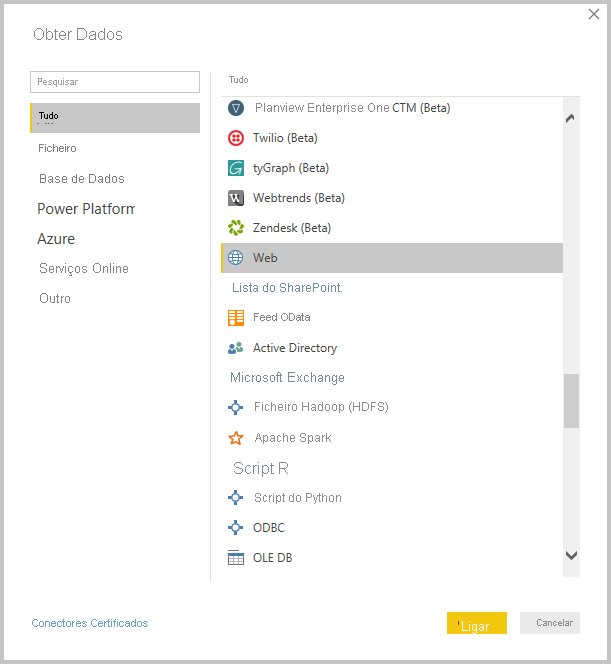 Obter Dados
Pesquisar
Tudo
Ficheiro
Base de Dados
Power Platform
Azure
Serviços Online
Outro
Tudo
Planview Enterprise One CTM (Beta)
Twilio (Beta)
tyGraph (Beta)
Webtrends (Beta)
Zendesk (Beta)
Web
Lista do SharePoint.
Feed OData
Active Directory
Microsoft Exchange
Ficheiro Hadoop (HDFS)
Apache Spark
Script R
Script do Python
ODBC
OLE DB
Conectores Certificados
Ligar
Cancelar